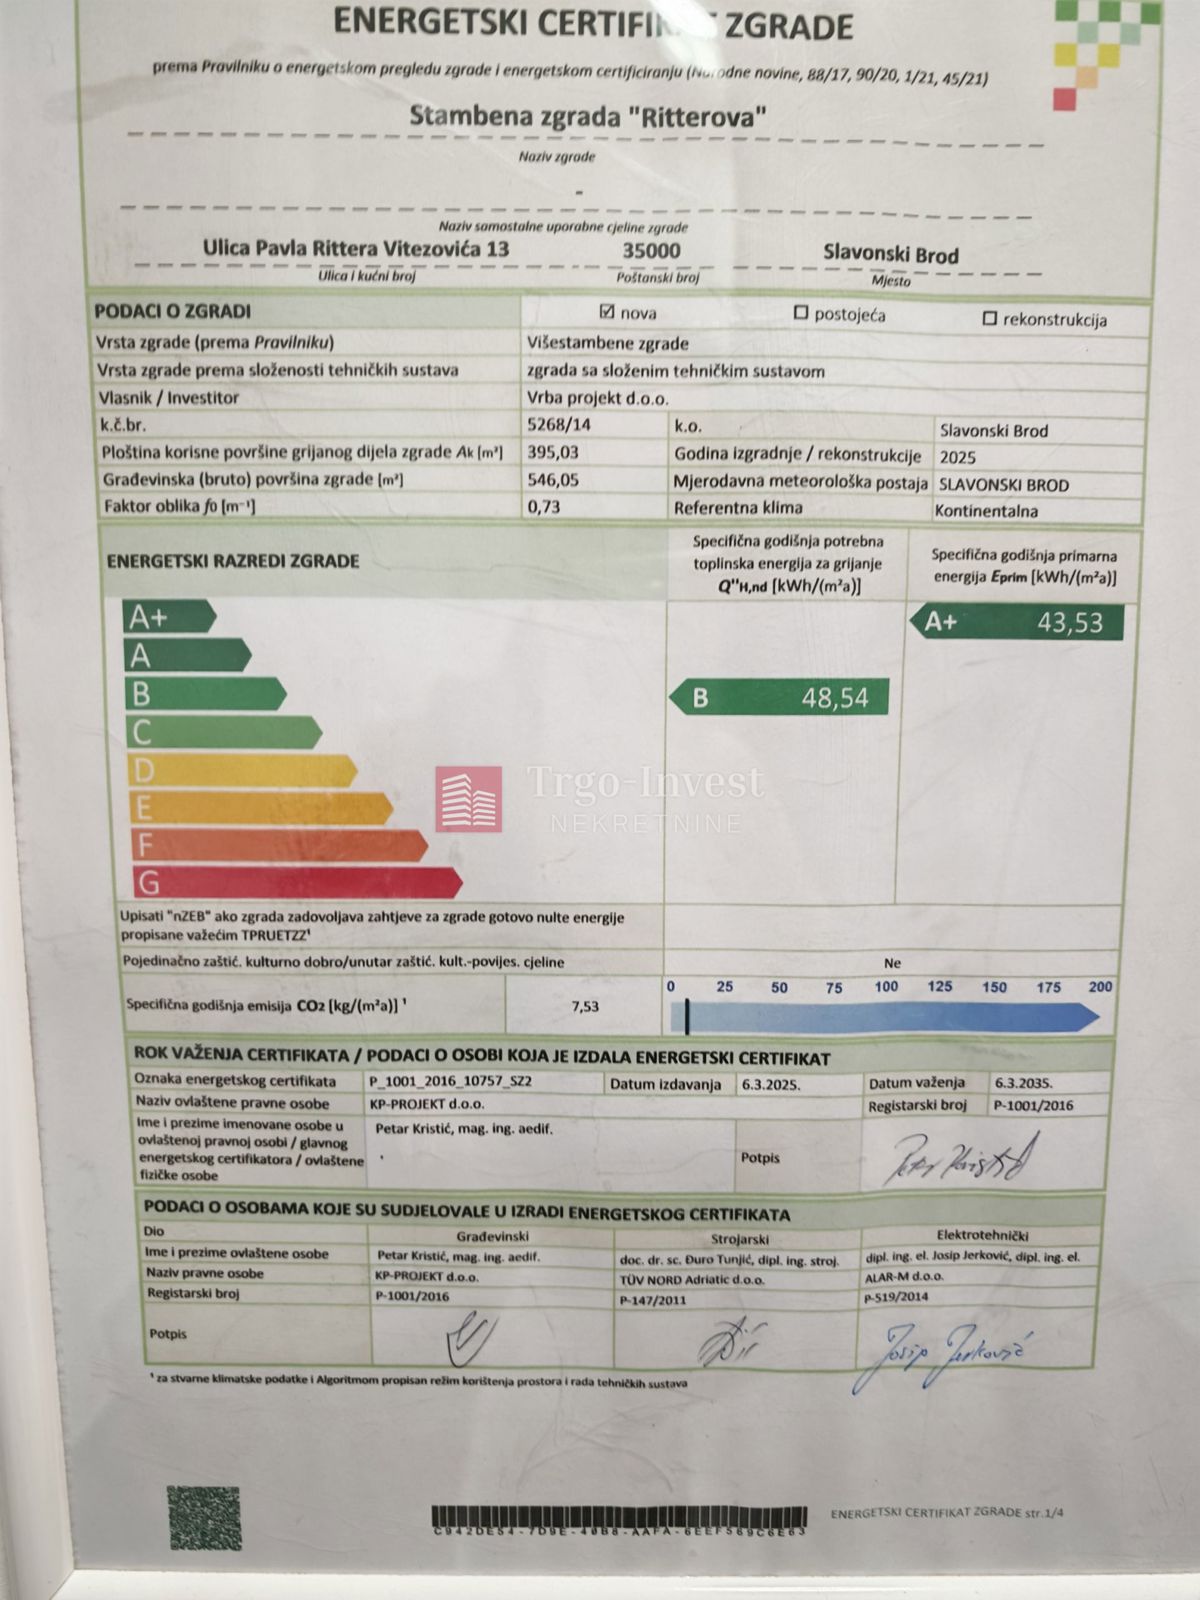 ENERGETSKI CERTIFIK ZGRADE
prema Pravilniku o energetskom pregledu zgrade i energetskom certificiranju (Narodne novine, 88/17, 90/20, 1/21, 45/21)
Stambena zgrada "Ritterova"
Naziv zgrade
-
Naziv samostalne uporabne cjeline zgrade
Ulica Pavla Rittera Vitezovića 13 35000 Slavonski Brod
Ulica i kućni broj Poštanski broj Mjesto
PODACI O ZGRADI ☑ nova ☐ postojeća ☐ rekonstrukcija
Vrsta zgrade (prema Pravilniku) Višestambene zgrade
Vrsta zgrade prema složenosti tehničkih sustava zgrada sa složenim tehničkim sustavom
Vlasnik / Investitor Vrba projekt d.o.o.
k.č.br. 5268/14 k.o. Slavonski Brod
Ploština korisne površine grijanog dijela zgrade Ak [m²] 395,03 Godina izgradnje / rekonstrukcije 2025
Građevinska (bruto) površina zgrade [m²] 546,05 Mjerodavna meteorološka postaja SLAVONSKI BROD
Faktor oblika f0 [m⁻¹] 0,73 Referentna klima Kontinentalna
ENERGETSKI RAZREDI ZGRADE
Specifična godišnja potrebna
toplinska energija za grijanje
Q"H,nd [kWh/(m²a)]
Specifična godišnja primarna
energija Eprim [kWh/(m²a)]
A+ A+ 43,53
A
B B 48,54
C
D
E
F
G
Trgo-Invest
NEKRETNINE
Upisati "nZEB" ako zgrada zadovoljava zahtjeve za zgrade gotovo nulte energije
propisane važećim TPRUETZZ¹
Pojedinačno zaštić. kulturno dobro/unutar zaštić. kult.-povijes. cjeline Ne
0 25 50 75 100 125 150 175 200
Specifična godišnja emisija CO2 [kg/(m²a)] ¹ 7,53
ROK VAŽENJA CERTIFIKATA / PODACI O OSOBI KOJA JE IZDALA ENERGETSKI CERTIFIKAT
Oznaka energetskog certifikata P_1001_2016_10757_SZ2 Datum izdavanja 6.3.2025. Datum važenja 6.3.2035.
Naziv ovlaštene pravne osobe KP-PROJEKT d.o.o. Registarski broj P-1001/2016
Ime i prezime imenovane osobe u
ovlaštenoj pravnoj osobi / glavnog
energetskog certifikatora / ovlaštene
fizičke osobe
Petar Kristić, mag. ing. aedif.
Potpis
PODACI O OSOBAMA KOJE SU SUDJELOVALE U IZRADI ENERGETSKOG CERTIFIKATA
Dio Građevinski Strojarski Elektrotehnički
Ime i prezime ovlaštene osobe Petar Kristić, mag. ing. aedif. doc. dr. sc. Đuro Tunjić, dipl. ing. stroj. dipl. ing. el. Josip Jerković, dipl. ing. el.
Naziv pravne osobe KP-PROJEKT d.o.o. TÜV NORD Adriatic d.o.o. ALAR-M d.o.o.
Registarski broj P-1001/2016 P-147/2011 P-519/2014
Potpis Josip Jerković
¹ za stvarne klimatske podatke i Algoritmom propisan režim korištenja prostora i rada tehničkih sustava
C942DE54-7D9E-40B8-AAFA-6EEF569C6E63
ENERGETSKI CERTIFIKAT ZGRADE str.1/4